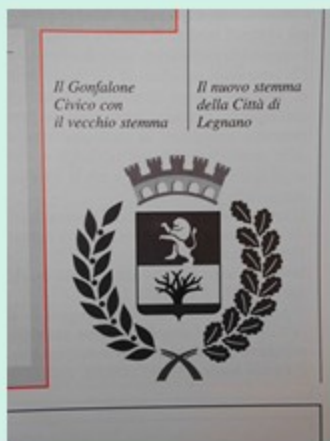 Il Gonfalone
Civico con
il vecchio stemma
Il nuovo stemma
della Città di
Legnano